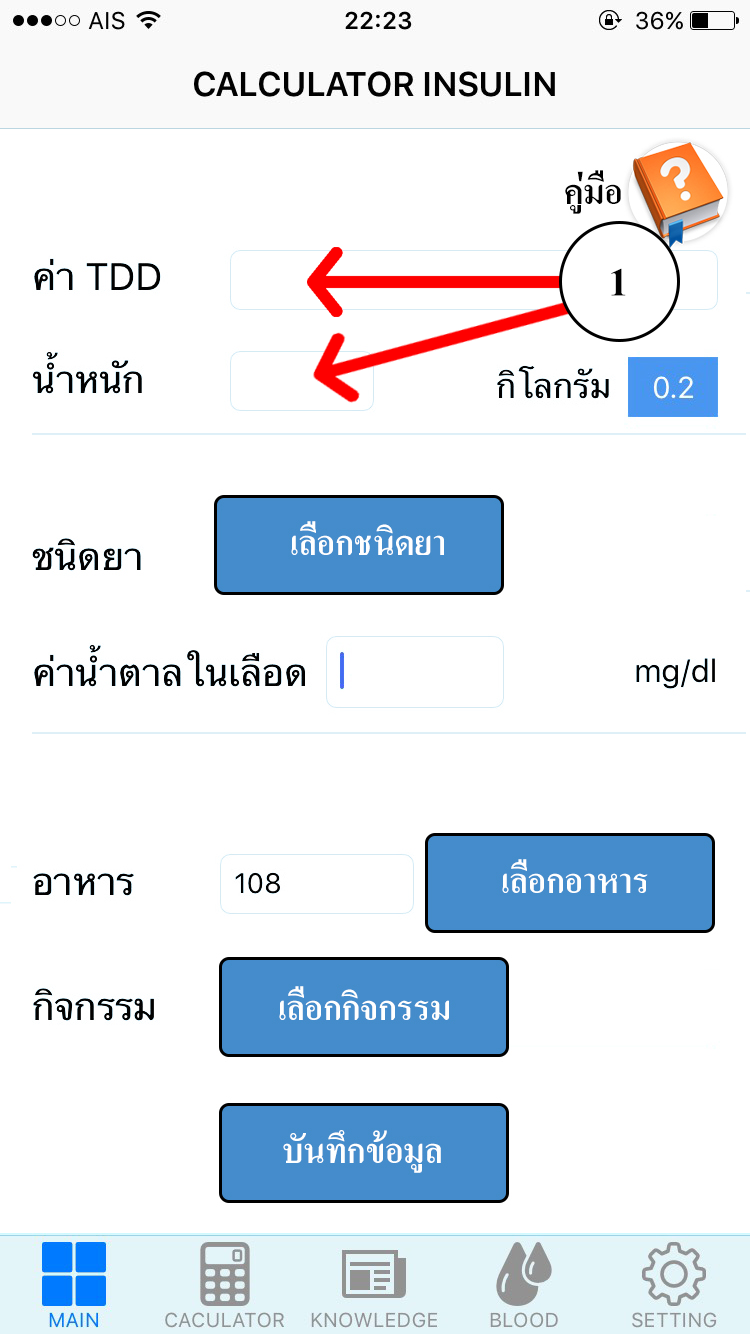 AIS 22:23 36%
CALCULATOR INSULIN
คู่มือ
?
ค่า TDD
1
น้ำหนัก กิโลกรัม 0.2
ชนิดยา เลือกชนิดยา
ค่าน้ำตาลในเลือด mg/dl
อาหาร 108 เลือกอาหาร
กิจกรรม เลือกกิจกรรม
บันทึกข้อมูล
MAIN CACULATOR KNOWLEDGE BLOOD SETTING